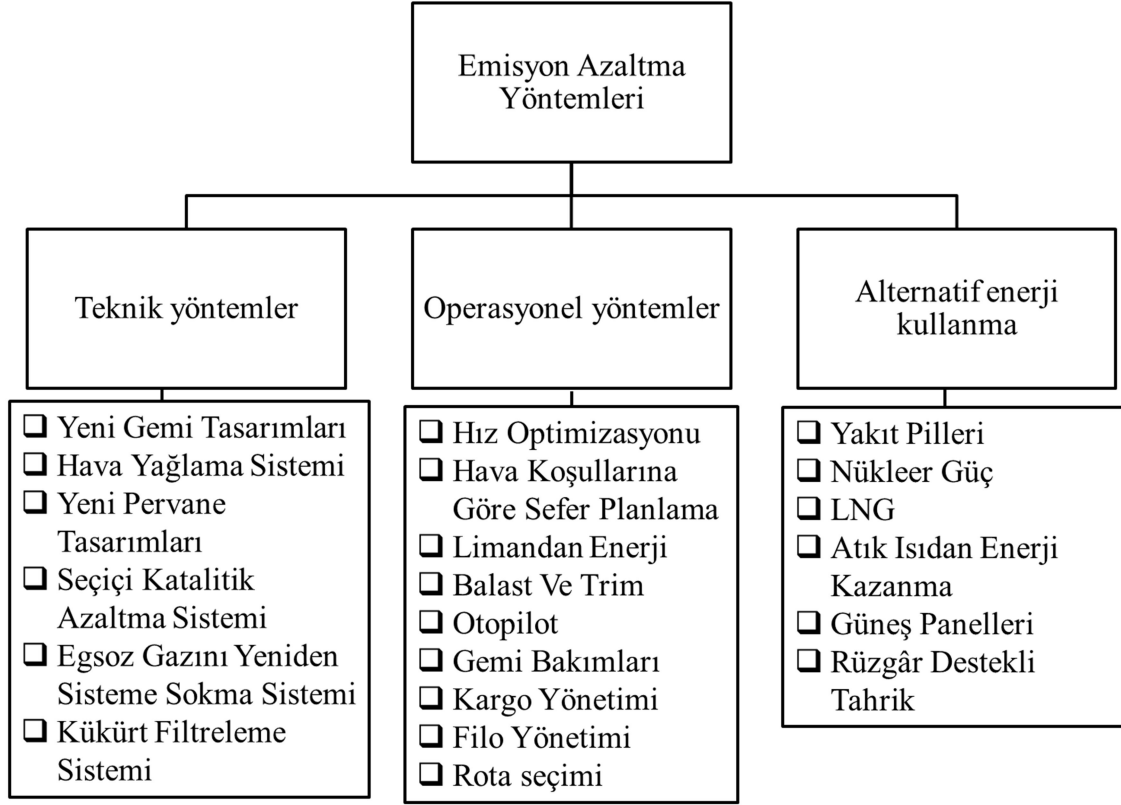 Emisyon Azaltma
Yöntemleri
Teknik yöntemler
Operasyonel yöntemler
Alternatif enerji
kullanma
❑ Yeni Gemi Tasarımları
❑ Hava Yağlama Sistemi
❑ Yeni Pervane
Tasarımları
❑ Seçiçi Katalitik
Azaltma Sistemi
❑ Egsoz Gazını Yeniden
Sisteme Sokma Sistemi
❑ Kükürt Filtreleme
Sistemi
❑ Hız Optimizasyonu
❑ Hava Koşullarına
Göre Sefer Planlama
❑ Limandan Enerji
❑ Balast Ve Trim
❑ Otopilot
❑ Gemi Bakımları
❑ Kargo Yönetimi
❑ Filo Yönetimi
❑ Rota seçimi
❑ Yakıt Pilleri
❑ Nükleer Güç
❑ LNG
❑ Atık Isıdan Enerji
Kazanma
❑ Güneş Panelleri
❑ Rüzgâr Destekli
Tahrik